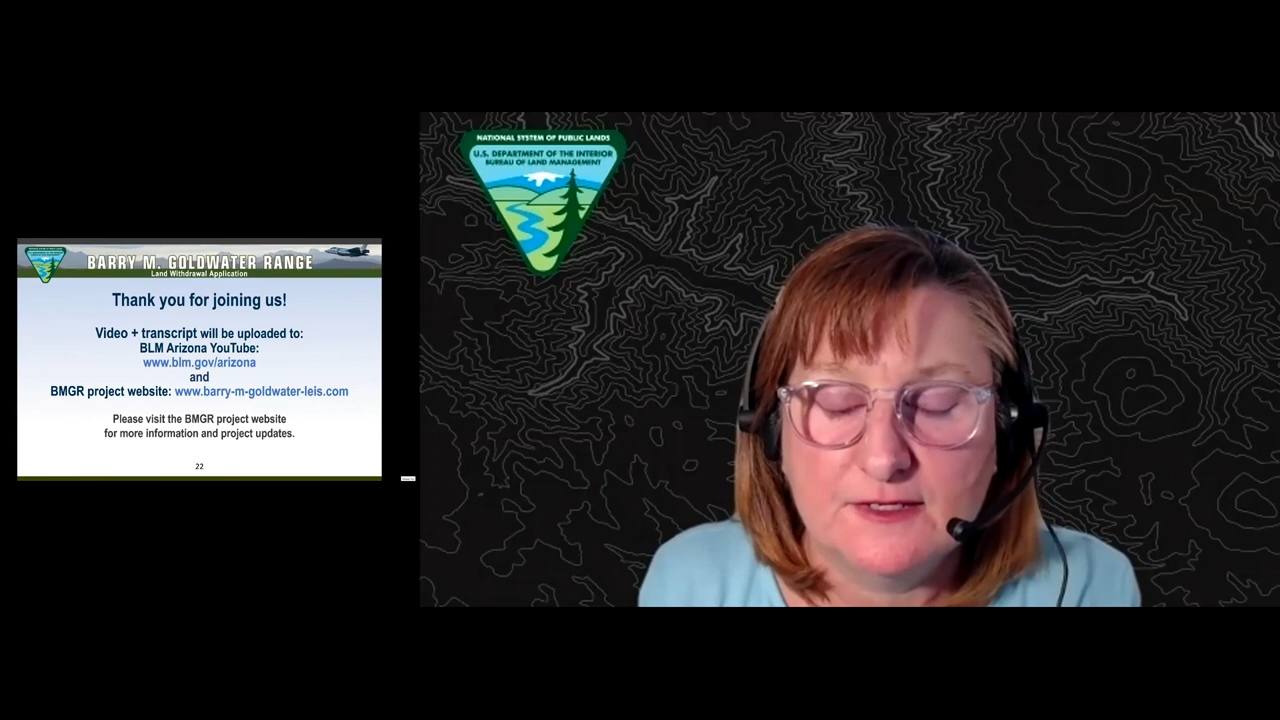 BARRY M. GOLDWATER RANGE
Land Withdrawal Application
Thank you for joining us!
Video + transcript will be uploaded to:
BLM Arizona YouTube:
www.blm.gov/arizona
and
BMGR project website: www.barry-m-goldwater-leis.com
Please visit the BMGR project website
for more information and project updates.
22
NATIONAL SYSTEM OF PUBLIC LANDS
U.S. DEPARTMENT OF THE INTERIOR
BUREAU OF LAND MANAGEMENT